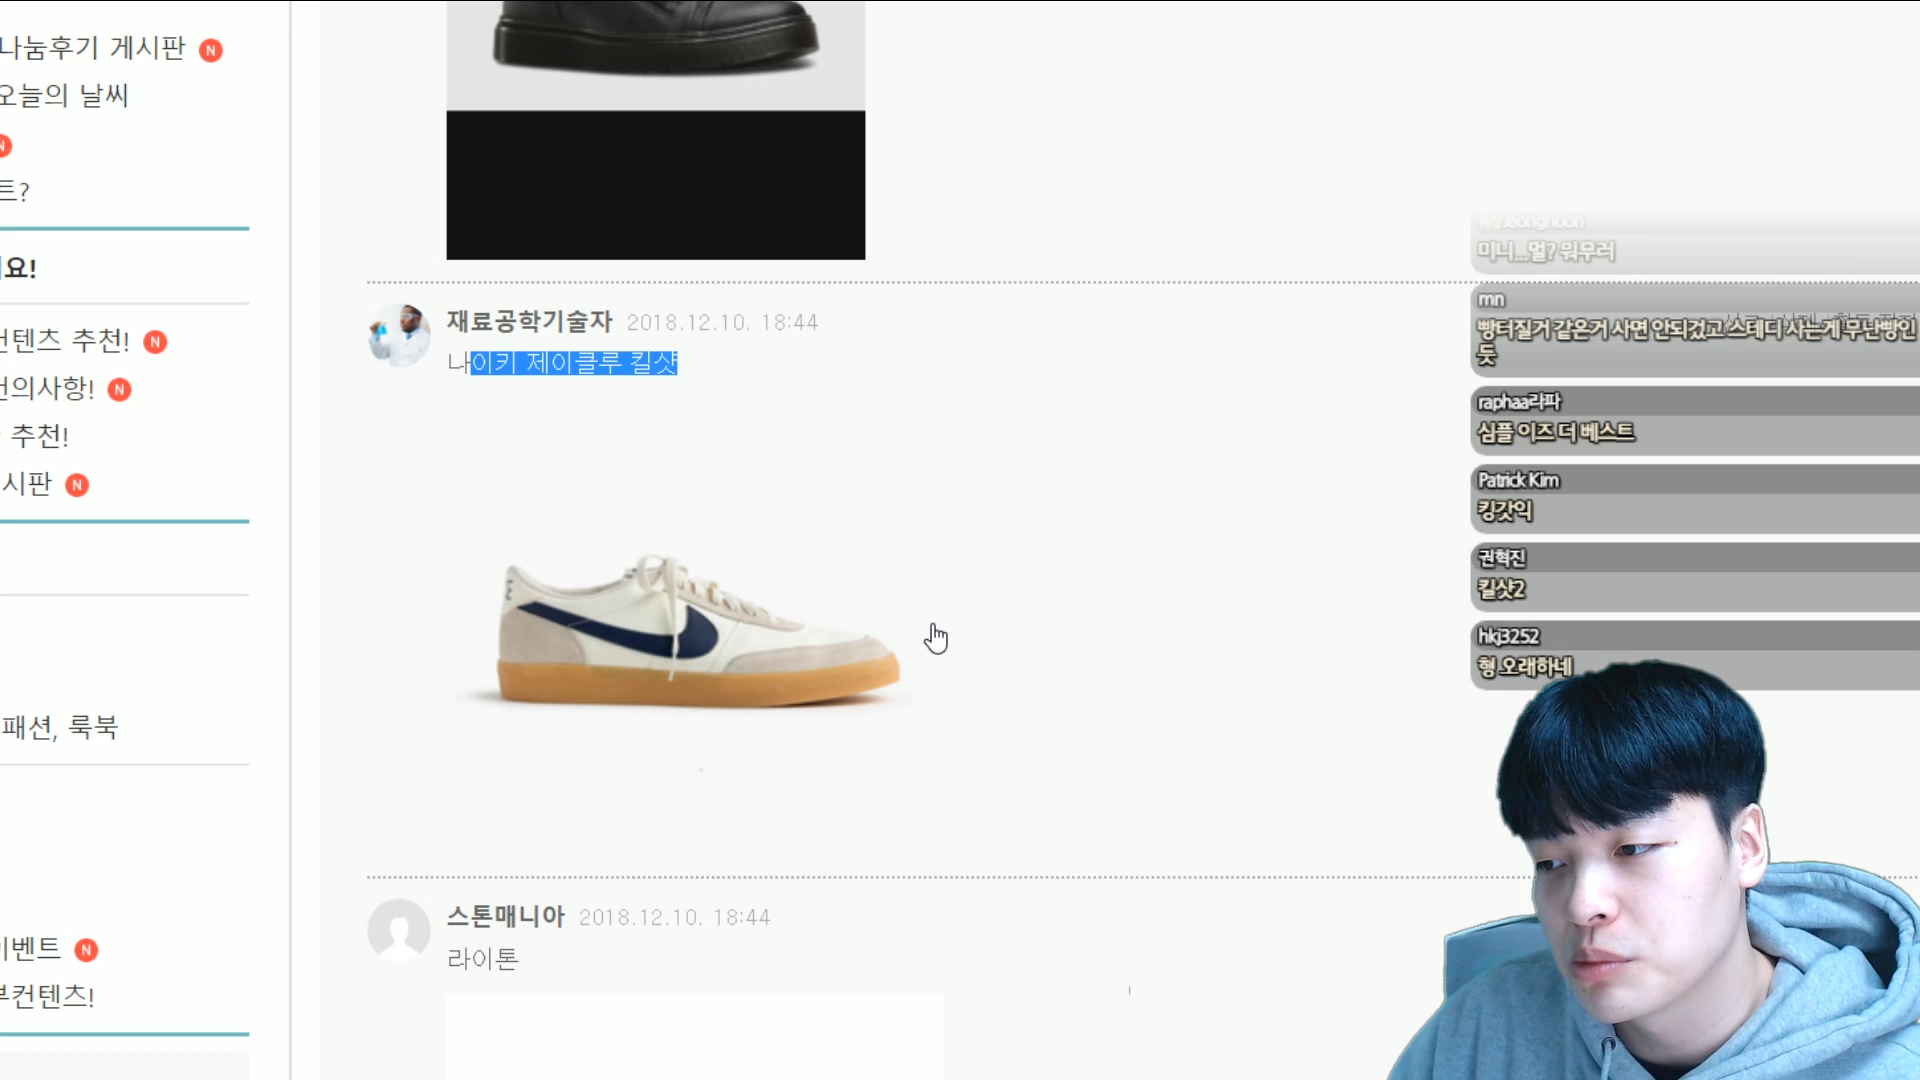 나눔후기 게시판 N
오늘의 날씨
N
트?
요!
컨텐츠 추천! N
건의사항! N
추천!
시판 N
패션, 룩북
이벤트 N
부컨텐츠!
재료공학기술자 2018.12.10. 18:44
나이키 제이클루 킬샷
스톤매니아 2018.12.10. 18:44
라이톤
Jeonghoon
미니...멀? 뭐무러
mn
빵터질거 같은거 사면 안되겠고 스테디 사는게 무난빵인
듯
raphaa라파
심플 이즈 더 베스트
Patrick Kim
킹갓익
권혁진
킬샷2
hkj3252
형 오래하네